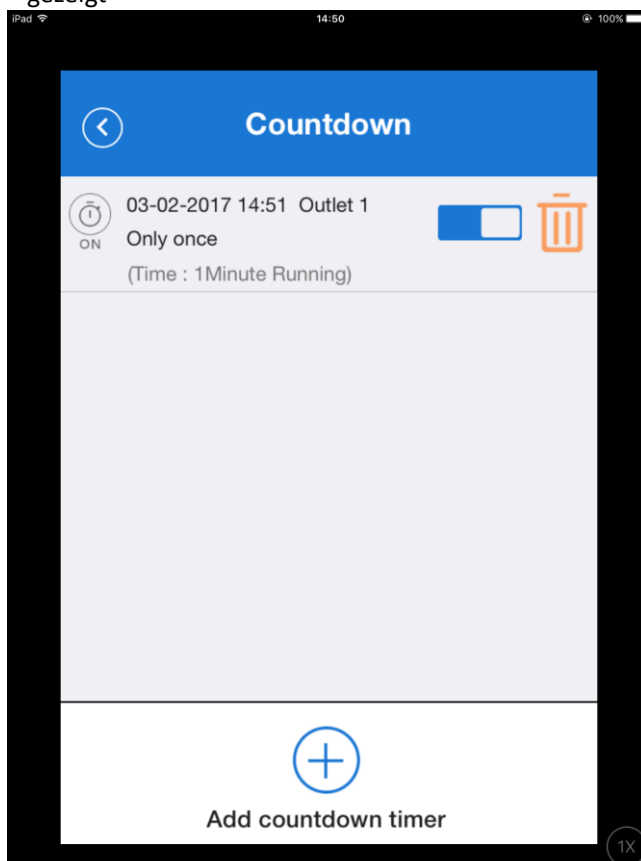 gezeigt
iPad 14:50 100%
Countdown
03-02-2017 14:51 Outlet 1
ON Only once
(Time : 1Minute Running)
Add countdown timer
1X